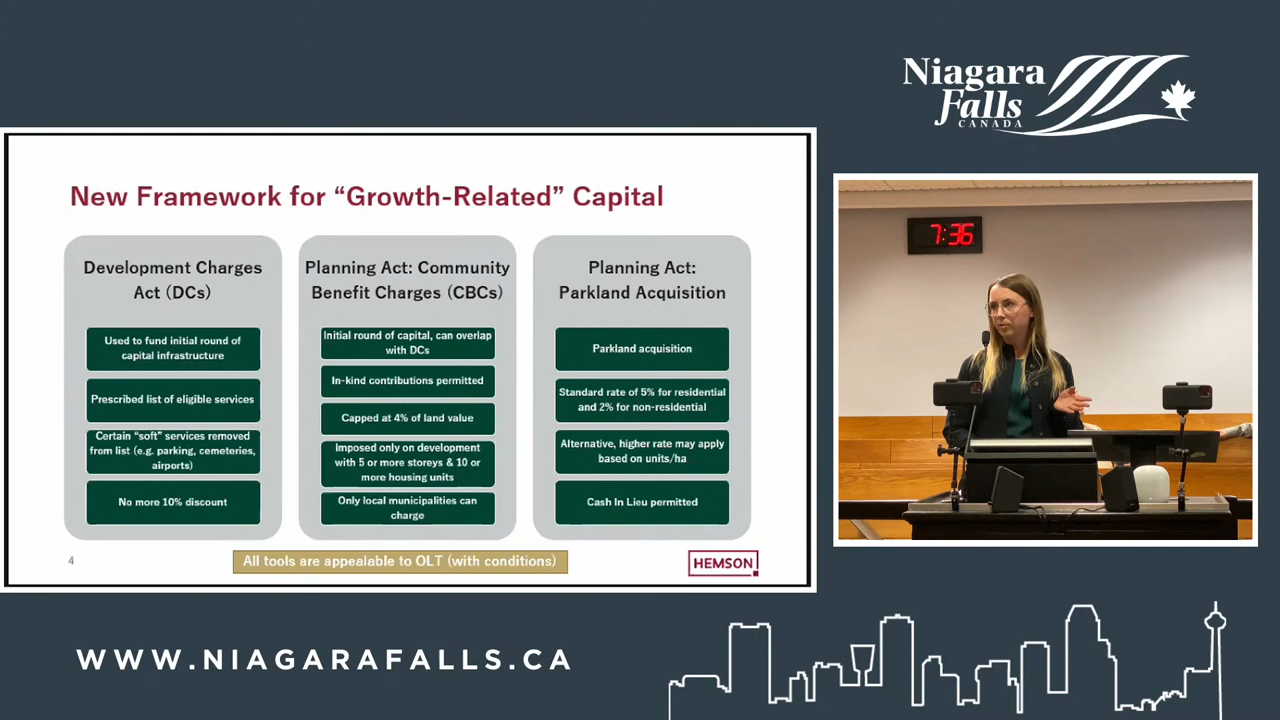 Niagara
Falls
CANADA
New Framework for “Growth-Related” Capital
Development Charges
Act (DCs)
Used to fund initial round of
capital infrastructure
Prescribed list of eligible services
Certain “soft” services removed
from list (e.g. parking, cemeteries,
airports)
No more 10% discount
Planning Act: Community
Benefit Charges (CBCs)
Initial round of capital, can overlap
with DCs
In-kind contributions permitted
Capped at 4% of land value
Imposed only on development
with 5 or more storeys & 10 or
more housing units
Only local municipalities can
charge
Planning Act:
Parkland Acquisition
Parkland acquisition
Standard rate of 5% for residential
and 2% for non-residential
Alternative, higher rate may apply
based on units/ha
Cash In Lieu permitted
4
All tools are appealable to OLT (with conditions)
HEMSON
7:36
WWW.NIAGARAFALLS.CA